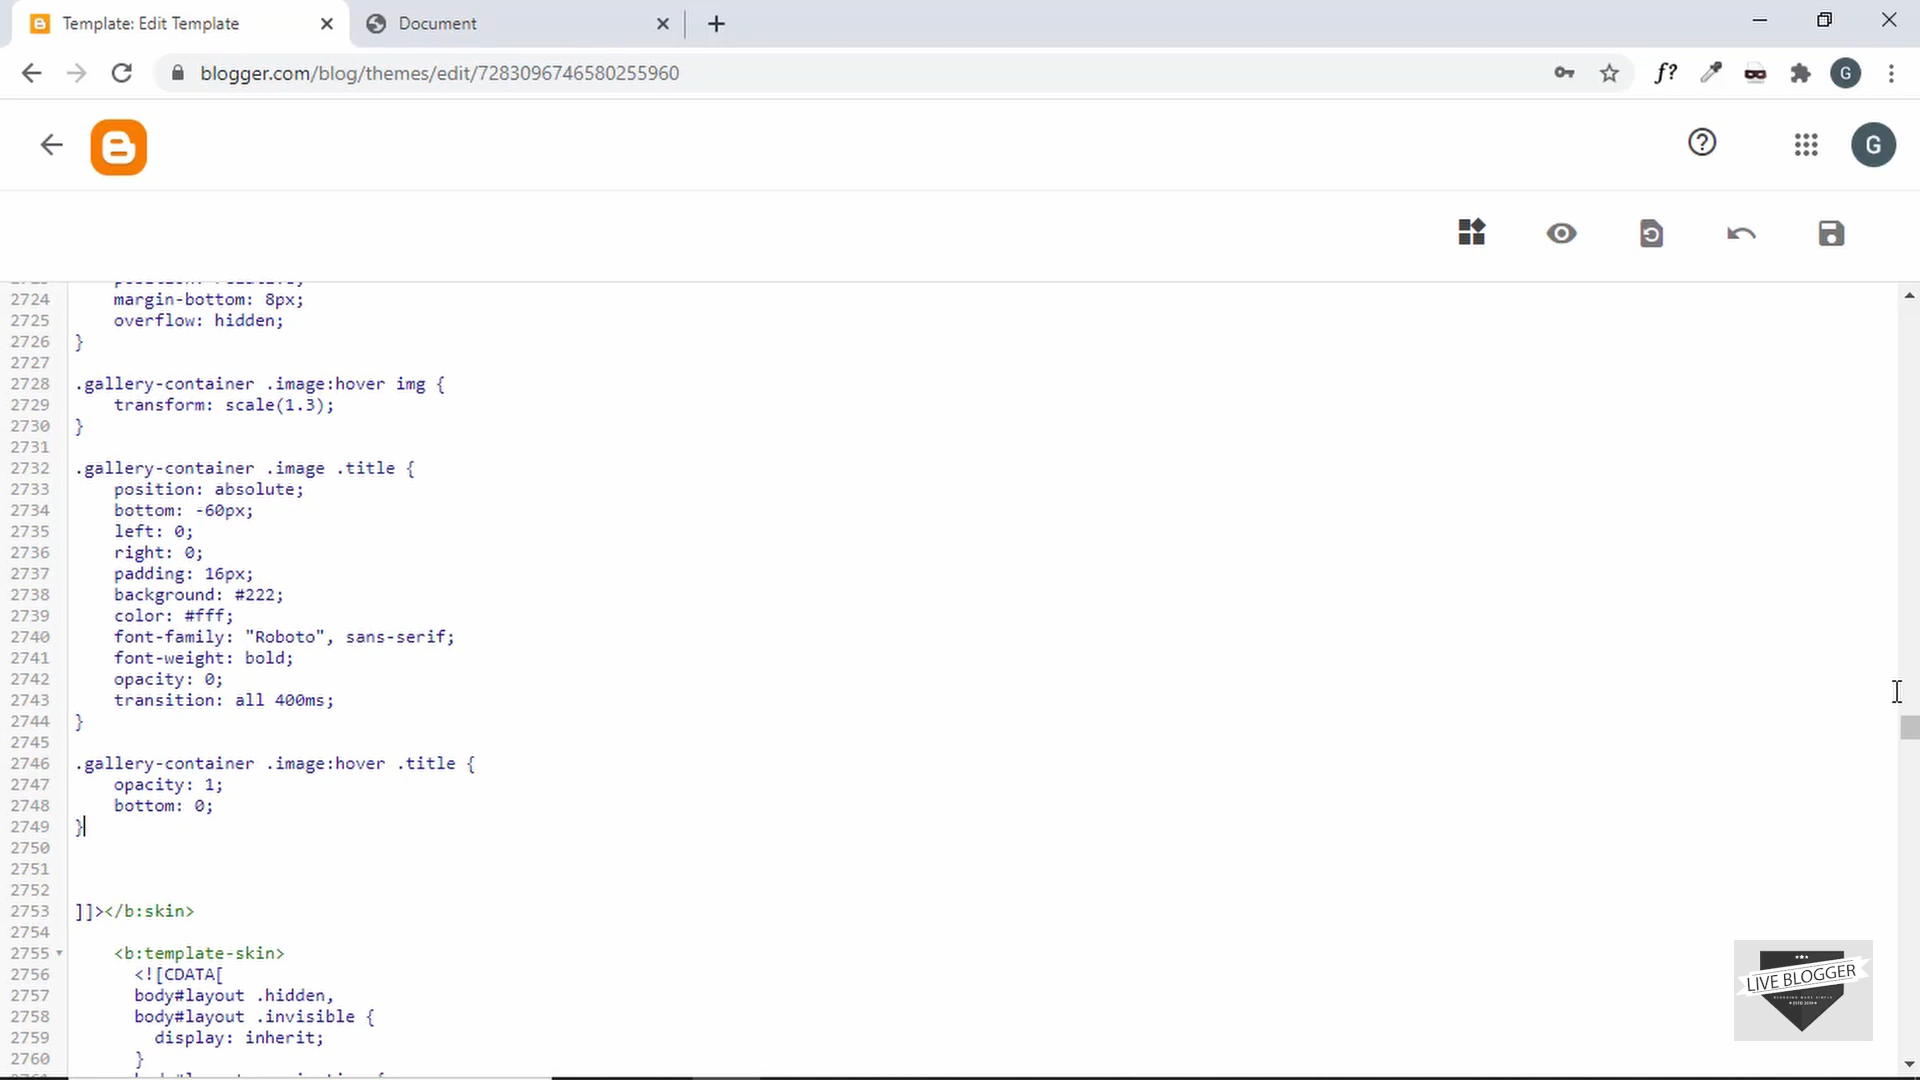 Template: Edit Template
Document
blogger.com/blog/themes/edit/7283096746580255960
f?
G
G
2724 margin-bottom: 8px;
2725 overflow: hidden;
2726 }
2727
2728 .gallery-container .image:hover img {
2729 transform: scale(1.3);
2730 }
2731
2732 .gallery-container .image .title {
2733 position: absolute;
2734 bottom: -60px;
2735 left: 0;
2736 right: 0;
2737 padding: 16px;
2738 background: #222;
2739 color: #fff;
2740 font-family: "Roboto", sans-serif;
2741 font-weight: bold;
2742 opacity: 0;
2743 transition: all 400ms;
2744 }
2745
2746 .gallery-container .image:hover .title {
2747 opacity: 1;
2748 bottom: 0;
2749 }
2750
2751
2752
2753 ]]></b:skin>
2754
2755 <b:template-skin>
2756 <![CDATA[
2757 body#layout .hidden,
2758 body#layout .invisible {
2759 display: inherit;
2760 }
LIVE BLOGGER